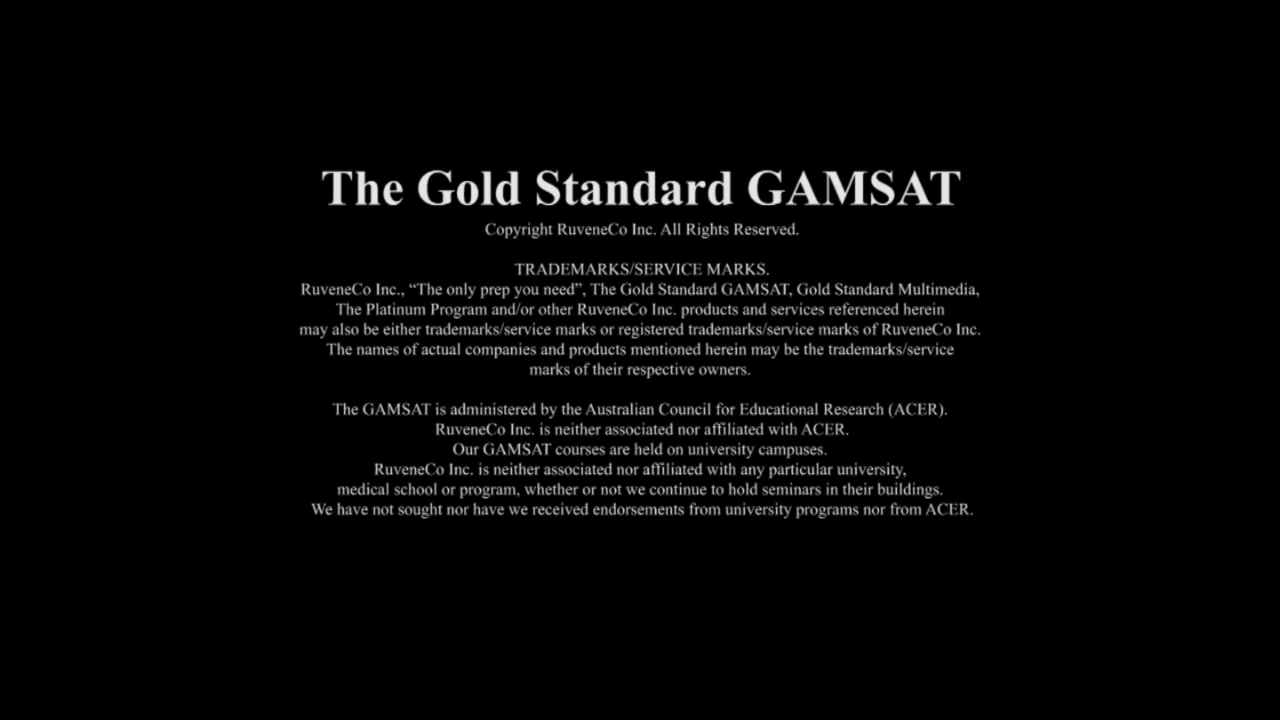 The Gold Standard GAMSAT
Copyright RuveneCo Inc. All Rights Reserved.
TRADEMARKS/SERVICE MARKS.
RuveneCo Inc., “The only prep you need”, The Gold Standard GAMSAT, Gold Standard Multimedia,
The Platinum Program and/or other RuveneCo Inc. products and services referenced herein
may also be either trademarks/service marks or registered trademarks/service marks of RuveneCo Inc.
The names of actual companies and products mentioned herein may be the trademarks/service
marks of their respective owners.
The GAMSAT is administered by the Australian Council for Educational Research (ACER).
RuveneCo Inc. is neither associated nor affiliated with ACER.
Our GAMSAT courses are held on university campuses.
RuveneCo Inc. is neither associated nor affiliated with any particular university,
medical school or program, whether or not we continue to hold seminars in their buildings.
We have not sought nor have we received endorsements from university programs nor from ACER.